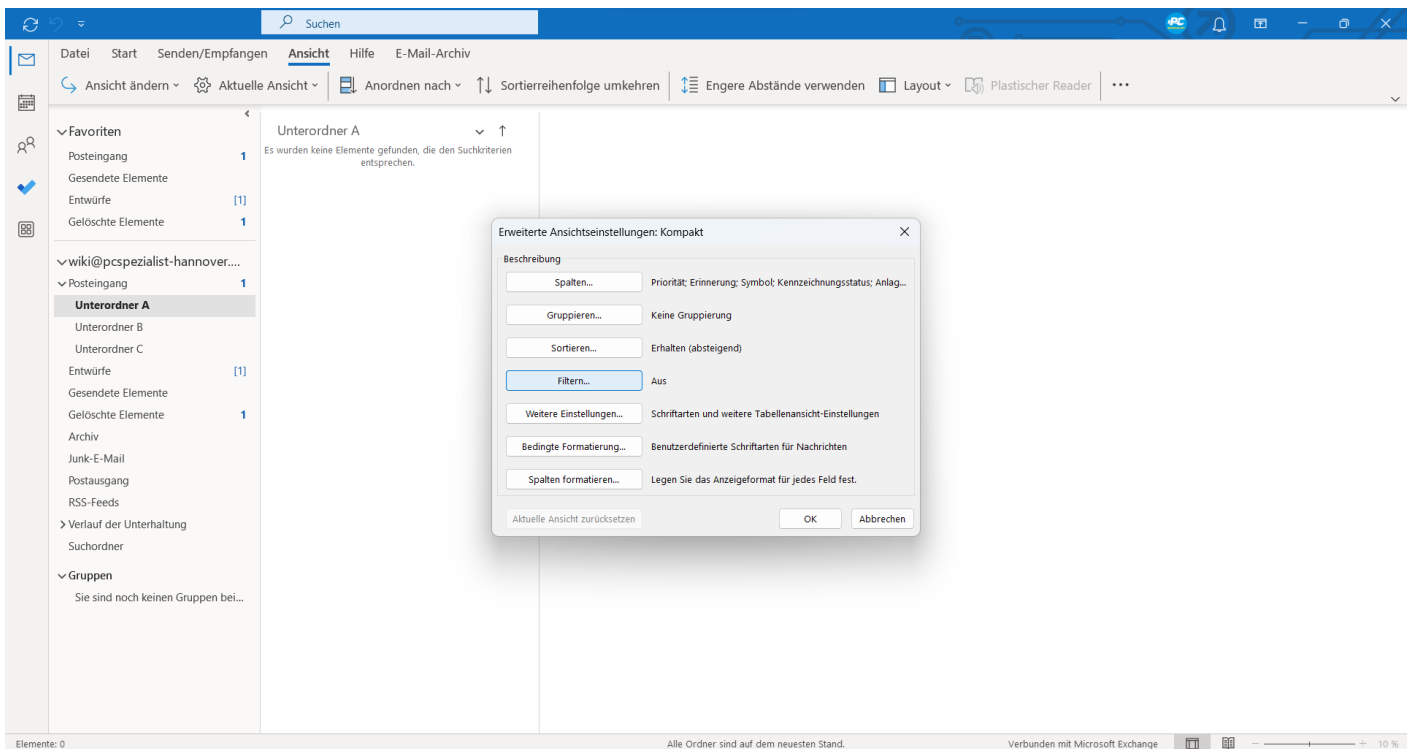 Suchen
PC
Datei Start Senden/Empfangen Ansicht Hilfe E-Mail-Archiv
Ansicht ändern Aktuelle Ansicht Anordnen nach Sortierreihenfolge umkehren Engere Abstände verwenden Layout Plastischer Reader ...
Favoriten
Posteingang 1
Gesendete Elemente
Entwürfe [1]
Gelöschte Elemente 1
wiki@pcspezialist-hannover....
Posteingang 1
Unterordner A
Unterordner B
Unterordner C
Entwürfe [1]
Gesendete Elemente
Gelöschte Elemente 1
Archiv
Junk-E-Mail
Postausgang
RSS-Feeds
Verlauf der Unterhaltung
Suchordner
Gruppen
Sie sind noch keinen Gruppen bei...
Unterordner A
Es wurden keine Elemente gefunden, die den Suchkriterien
entsprechen.
Erweiterte Ansichtseinstellungen: Kompakt
Beschreibung
Spalten... Priorität; Erinnerung; Symbol; Kennzeichnungsstatus; Anlag...
Gruppieren... Keine Gruppierung
Sortieren... Erhalten (absteigend)
Filtern... Aus
Weitere Einstellungen... Schriftarten und weitere Tabellenansicht-Einstellungen
Bedingte Formatierung... Benutzerdefinierte Schriftarten für Nachrichten
Spalten formatieren... Legen Sie das Anzeigeformat für jedes Feld fest.
Aktuelle Ansicht zurücksetzen OK Abbrechen
Elemente: 0 Alle Ordner sind auf dem neuesten Stand. Verbunden mit Microsoft Exchange 10 %